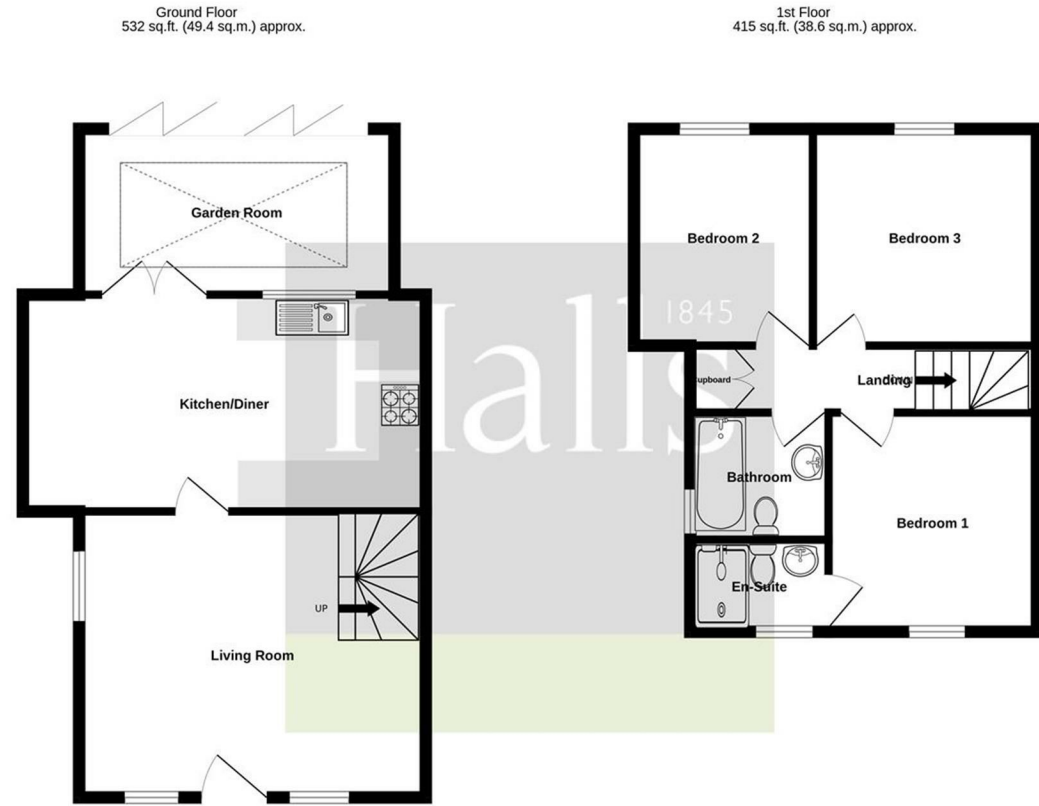 Ground Floor
532 sq.ft. (49.4 sq.m.) approx.
1st Floor
415 sq.ft. (38.6 sq.m.) approx.
Garden Room
Bedroom 2
Bedroom 3
1845
Halls
Kitchen/Diner
Cupboard
Landing
Bathroom
Bedroom 1
En-Suite
UP
Living Room